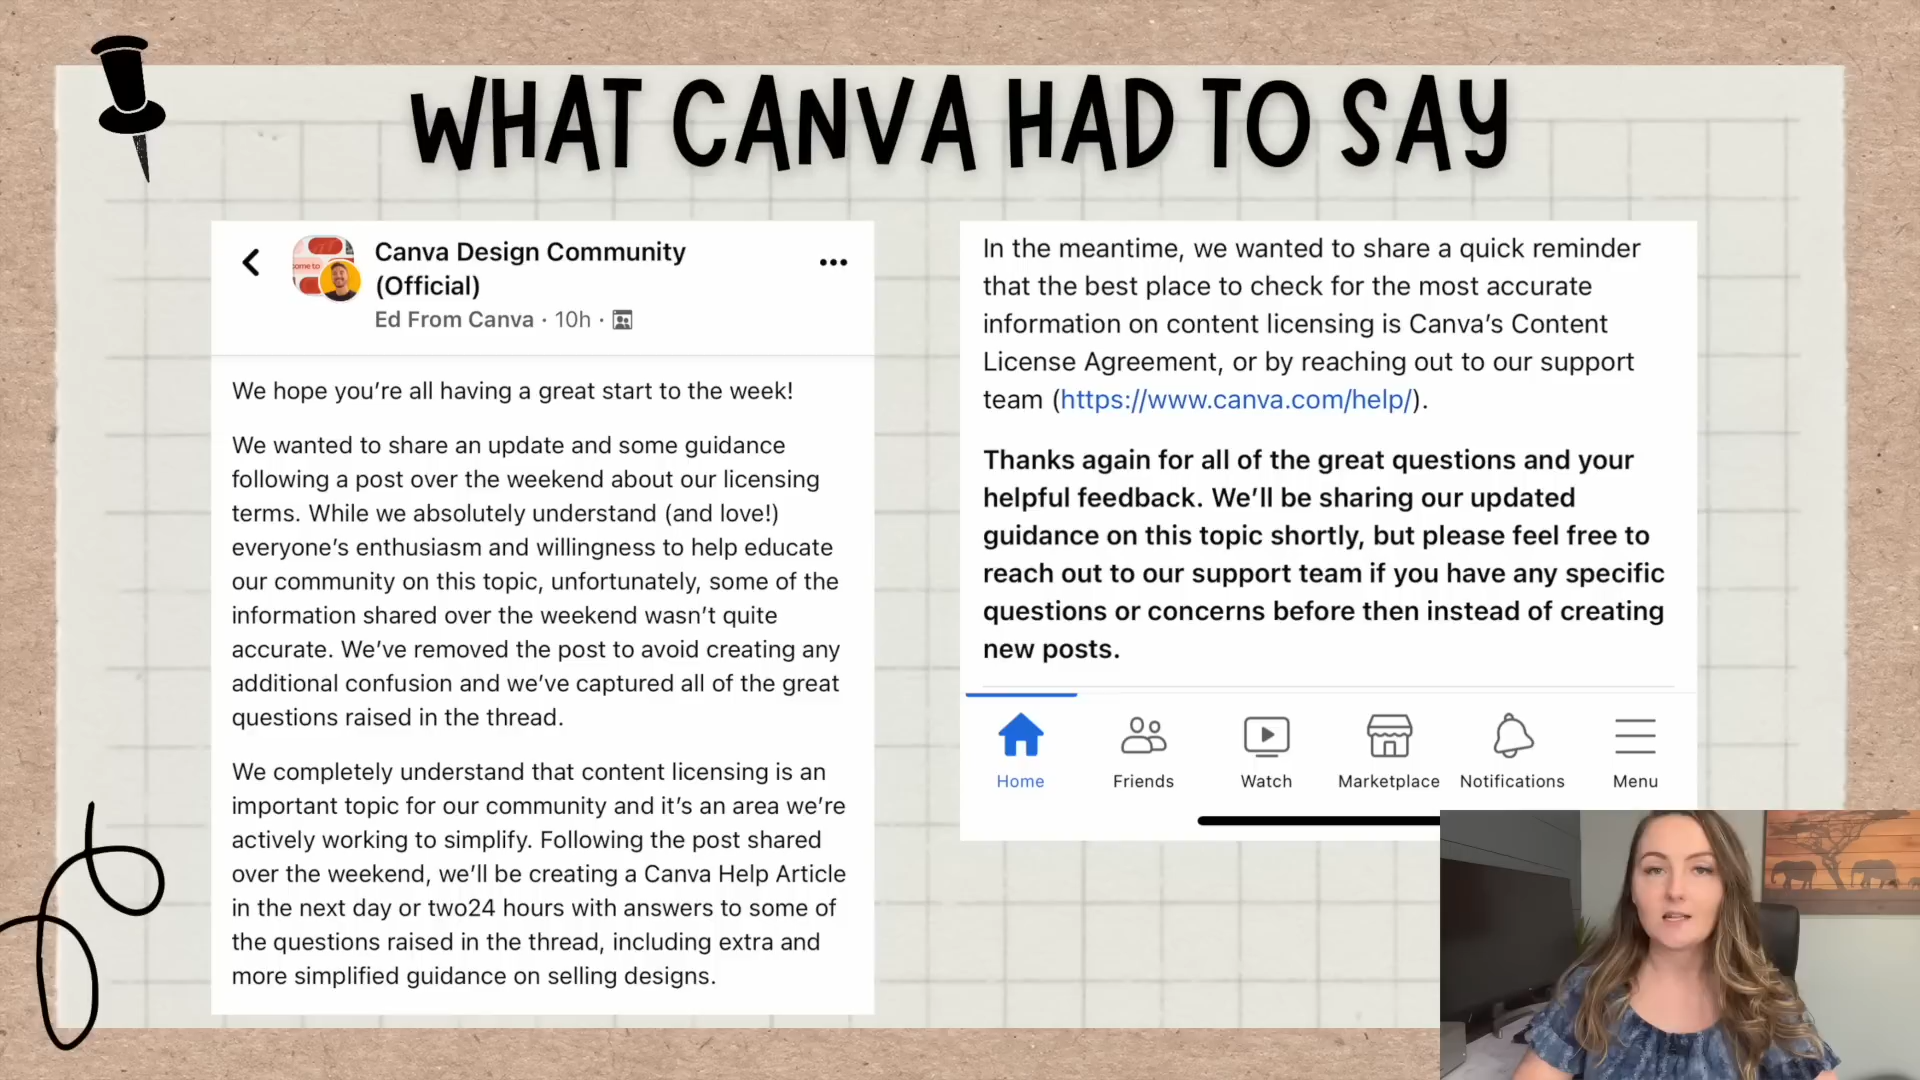 WHAT CANVA HAD TO SAY
Canva Design Community
(Official)
Ed From Canva · 10h ·
We hope you’re all having a great start to the week!
We wanted to share an update and some guidance
following a post over the weekend about our licensing
terms. While we absolutely understand (and love!)
everyone’s enthusiasm and willingness to help educate
our community on this topic, unfortunately, some of the
information shared over the weekend wasn’t quite
accurate. We’ve removed the post to avoid creating any
additional confusion and we’ve captured all of the great
questions raised in the thread.
We completely understand that content licensing is an
important topic for our community and it’s an area we’re
actively working to simplify. Following the post shared
over the weekend, we’ll be creating a Canva Help Article
in the next day or two24 hours with answers to some of
the questions raised in the thread, including extra and
more simplified guidance on selling designs.
In the meantime, we wanted to share a quick reminder
that the best place to check for the most accurate
information on content licensing is Canva’s Content
License Agreement, or by reaching out to our support
team (https://www.canva.com/help/).
Thanks again for all of the great questions and your
helpful feedback. We’ll be sharing our updated
guidance on this topic shortly, but please feel free to
reach out to our support team if you have any specific
questions or concerns before then instead of creating
new posts.
Home Friends Watch Marketplace Notifications Menu